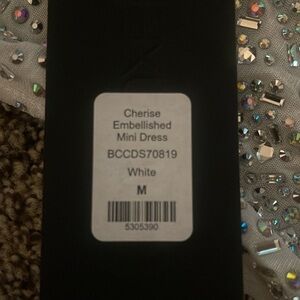 Cherise
Embellished
Mini Dress
BCCDS70819
White
M
5305390